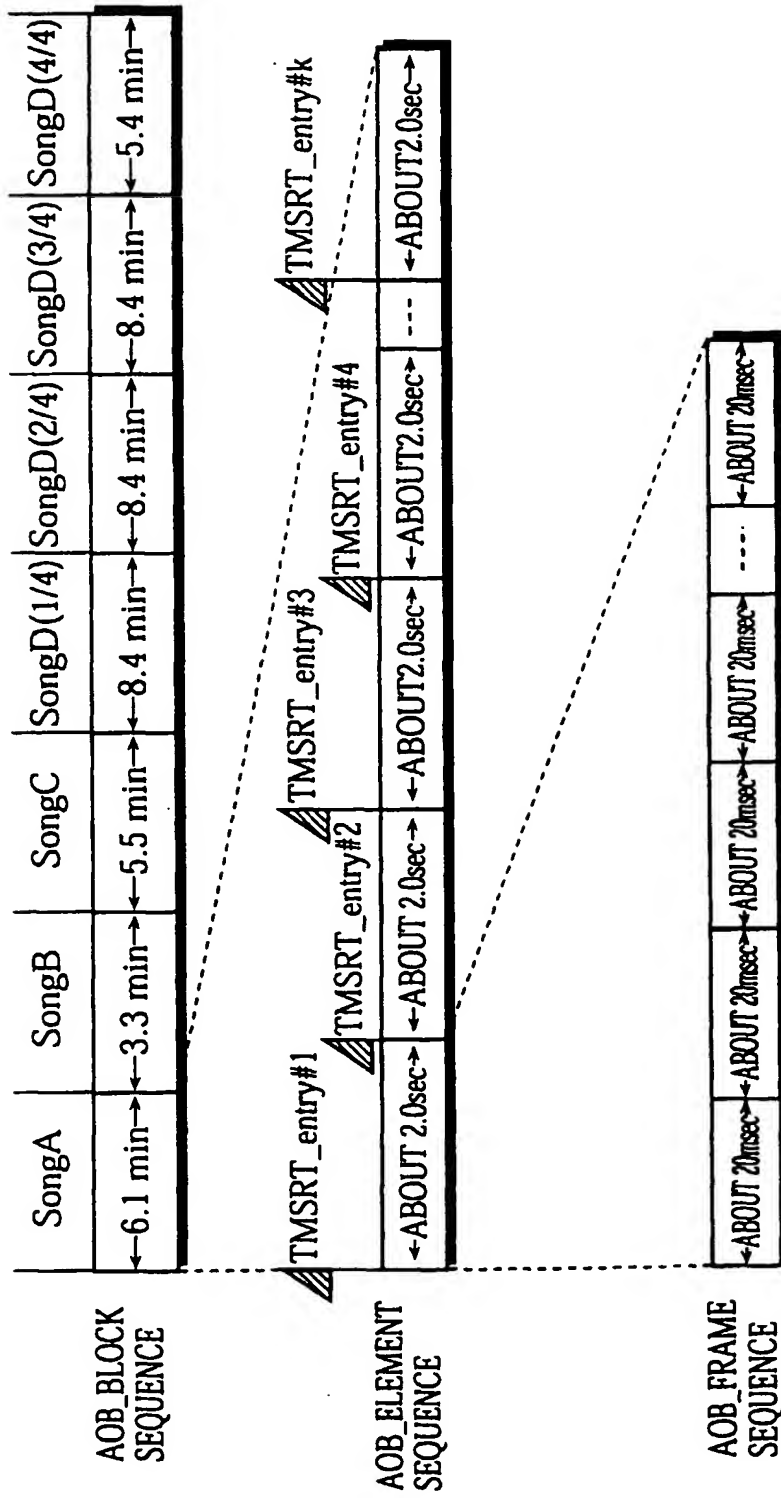 SongA SongB SongC SongD(1/4) SongD(2/4) SongD(3/4) SongD(4/4)
AOB_BLOCK
SEQUENCE
6.1 min 3.3 min 5.5 min 8.4 min 8.4 min 8.4 min 5.4 min
TMSRT_entry#1
TMSRT_entry#2
TMSRT_entry#3
TMSRT_entry#4
TMSRT_entry#k
AOB_ELEMENT
SEQUENCE
ABOUT 2.0sec ABOUT 2.0sec ABOUT2.0sec ABOUT2.0sec ---- ABOUT2.0sec
AOB_FRAME
SEQUENCE
ABOUT 20msec ABOUT 20msec ABOUT 20msec ABOUT 20msec ---- ABOUT 20msec